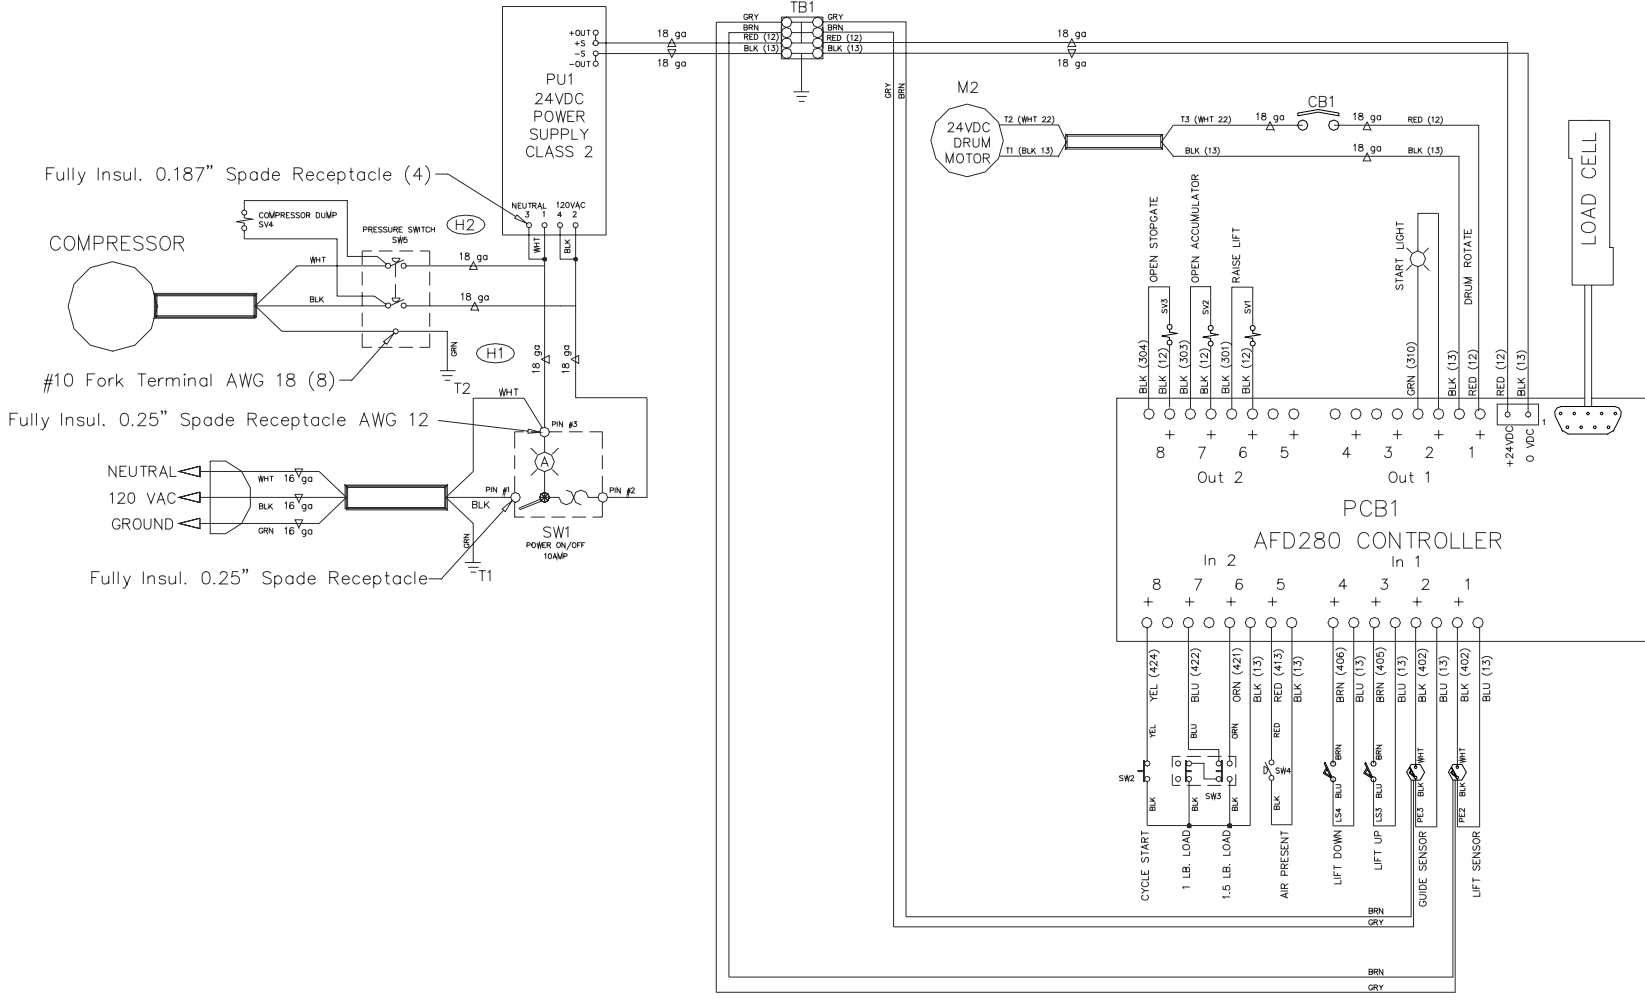 TB1
GRY
BRN
RED (12)
BLK (13)
GRY
BRN
RED (12)
BLK (13)
18 ga
18 ga
18 ga
18 ga
+OUT
+S
-S
-OUT
PU1
24VDC
POWER
SUPPLY
CLASS 2
NEUTRAL 120VAC
3 1 4 2
WHT
BLK
GRY
BRN
M2
24VDC
DRUM
MOTOR
T2 (WHT 22)
T1 (BLK 13)
T3 (WHT 22)
BLK (13)
18 ga
CB1
18 ga
RED (12)
18 ga
BLK (13)
LOAD CELL
Fully Insul. 0.187" Spade Receptacle (4)
COMPRESSOR DUMP
SV4
COMPRESSOR
PRESSURE SWITCH
SW5
H2
WHT
18 ga
BLK
18 ga
GRN
T2
H1
18 ga
18 ga
#10 Fork Terminal AWG 18 (8)
WHT
Fully Insul. 0.25" Spade Receptacle AWG 12
PIN #3
A
NEUTRAL
WHT 16 ga
120 VAC
BLK 16 ga
GROUND
GRN 16 ga
PIN #1
BLK
PIN #2
GRN
SW1
POWER ON/OFF
10AMP
T1
Fully Insul. 0.25" Spade Receptacle
OPEN STOPGATE
OPEN ACCUMULATOR
RAISE LIFT
START LIGHT
DRUM ROTATE
SV3
SV2
SV1
BLK (304)
BLK (12)
BLK (303)
BLK (12)
BLK (301)
BLK (12)
GRN (310)
BLK (13)
RED (12)
RED (12)
BLK (13)
+ + + + + + + +
8 7 6 5 4 3 2 1
+24VDC
0 VDC
1
Out 2
Out 1
PCB1
AFD280 CONTROLLER
In 2
In 1
8 7 6 5 4 3 2 1
+ + + + + + + +
YEL (424)
BLU (422)
ORN (421)
BLK (13)
RED (413)
BLK (13)
BRN (406)
BLU (13)
BRN (405)
BLU (13)
BLK (402)
BLU (13)
BLK (402)
BLU (13)
YEL
BLU
ORN
RED
BRN
BRN
WHT
WHT
SW2
SW3
SW4
BLK
BLK
BLK
BLK
BLU
BLU
BLK
BLK
LS4
LS3
PE3
PE2
CYCLE START
1 LB. LOAD
1.5 LB. LOAD
AIR PRESENT
LIFT DOWN
LIFT UP
GUIDE SENSOR
LIFT SENSOR
BRN
GRY
BRN
GRY